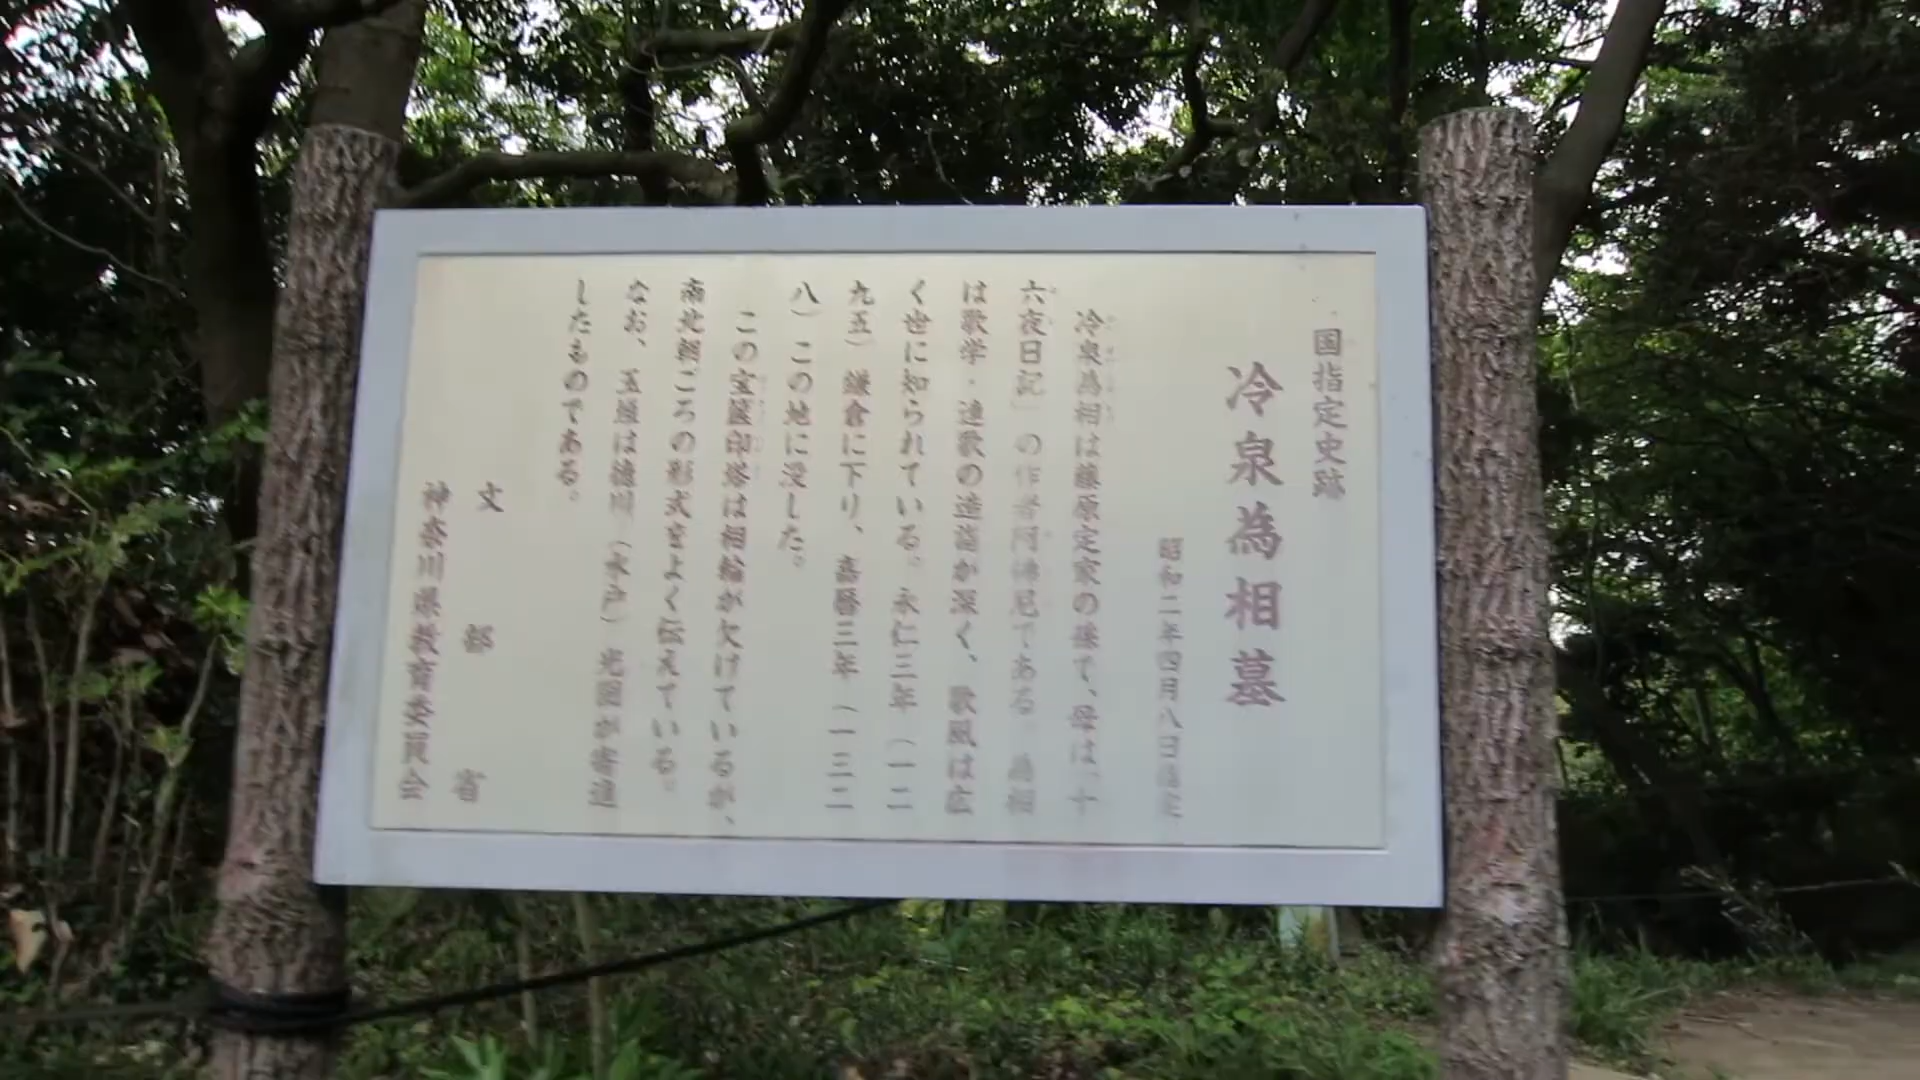 国指定史跡
冷泉為相墓
昭和二年四月八日指定
冷泉為相は藤原定家の孫で、母は「十
六夜日記」の作者阿佛尼である。為相
は歌学・連歌の造詣が深く、歌風は広
く世に知られている。永仁三年（一二
九五）鎌倉に下り、嘉暦三年（一三二
八）この地に没した。
この宝篋印塔は相輪が欠けているが、
南北朝ごろの形式をよく伝えている。
なお、玉垣は徳川（水戸）光圀が寄進
したものである。
文部省
神奈川県教育委員会